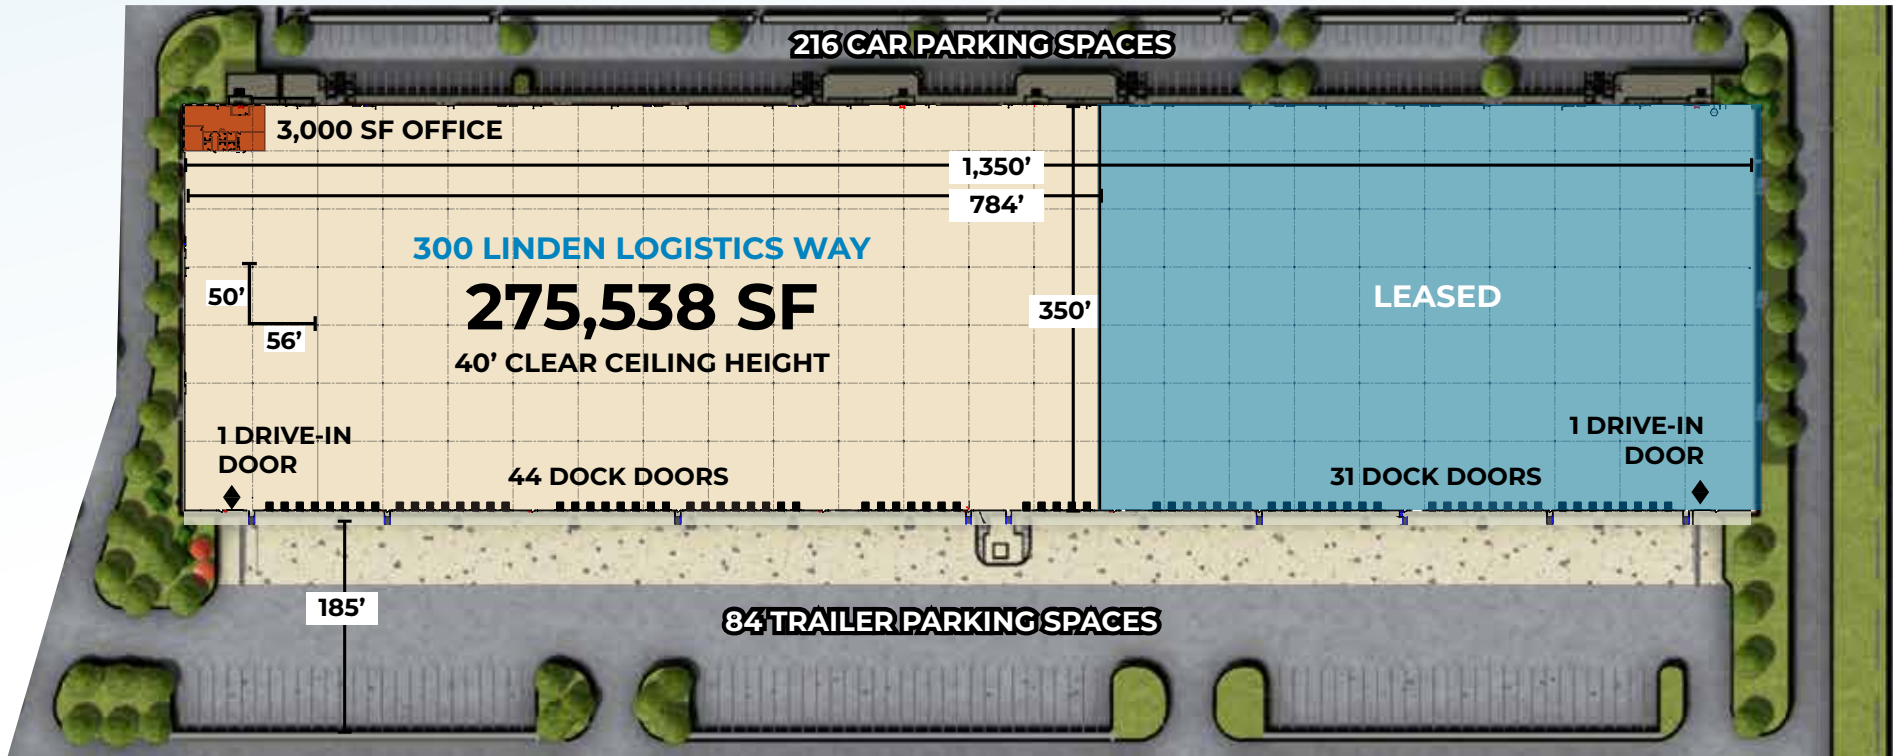 216 CAR PARKING SPACES
3,000 SF OFFICE
1,350’
784’
300 LINDEN LOGISTICS WAY
275,538 SF
40’ CLEAR CEILING HEIGHT
50’
56’
350’
LEASED
1 DRIVE-IN
DOOR
44 DOCK DOORS
31 DOCK DOORS
1 DRIVE-IN
DOOR
185’
84 TRAILER PARKING SPACES